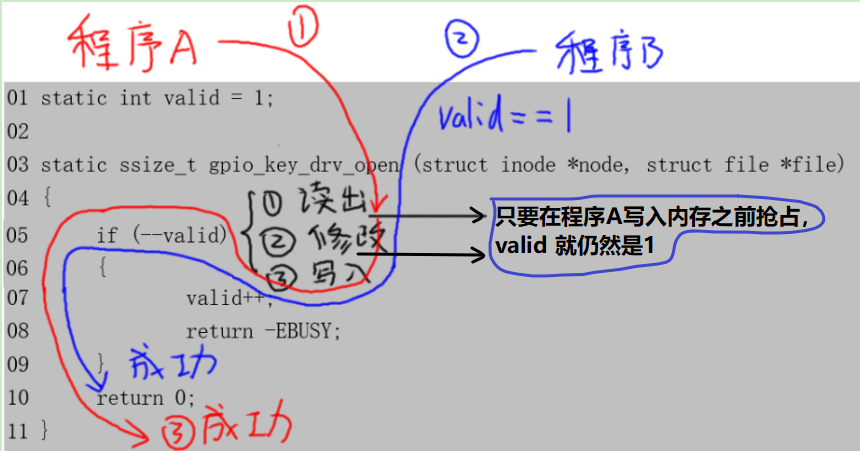 程序A ①
② 程序B
01 static int valid = 1;
valid==1
02
03 static ssize_t gpio_key_drv_open (struct inode *node, struct file *file)
04 {
① 读出
只要在程序A写入内存之前抢占，
valid 就仍然是1
05 if (--valid)
② 修改
06 {
③ 写入
07 valid++;
08 return -EBUSY;
09 }
成功
10 return 0;
③成功
11 }